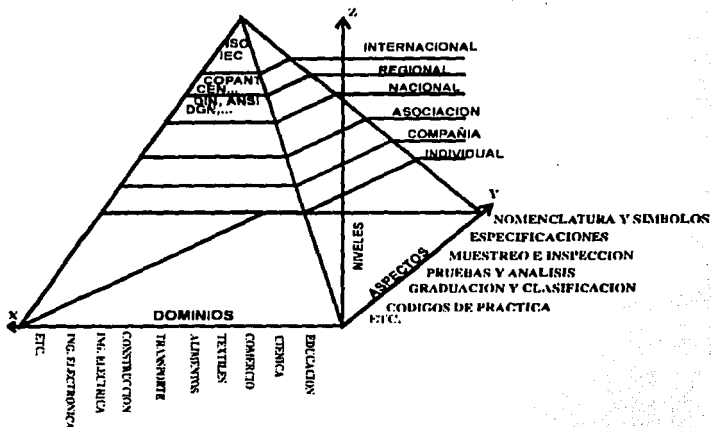 Z
ISO
IEC
COPANT
CEN...
DIN, ANSI
DGN,...
INTERNACIONAL
REGIONAL
NACIONAL
ASOCIACION
COMPAÑIA
INDIVIDUAL
Y
NIVELES
ASPECTOS
NOMENCLATURA Y SIMBOLOS
ESPECIFICACIONES
MUESTREO E INSPECCION
PRUEBAS Y ANALISIS
GRADUACION Y CLASIFICACION
CODIGOS DE PRACTICA
ETC.
X
DOMINIOS
ETC.
ING. ELECTRONICA
ING. ELECTRICA
CONSTRUCCION
TRANSPORTE
ALIMENTOS
TEXTILES
COMERCIO
CIENCIA
EDUCACION